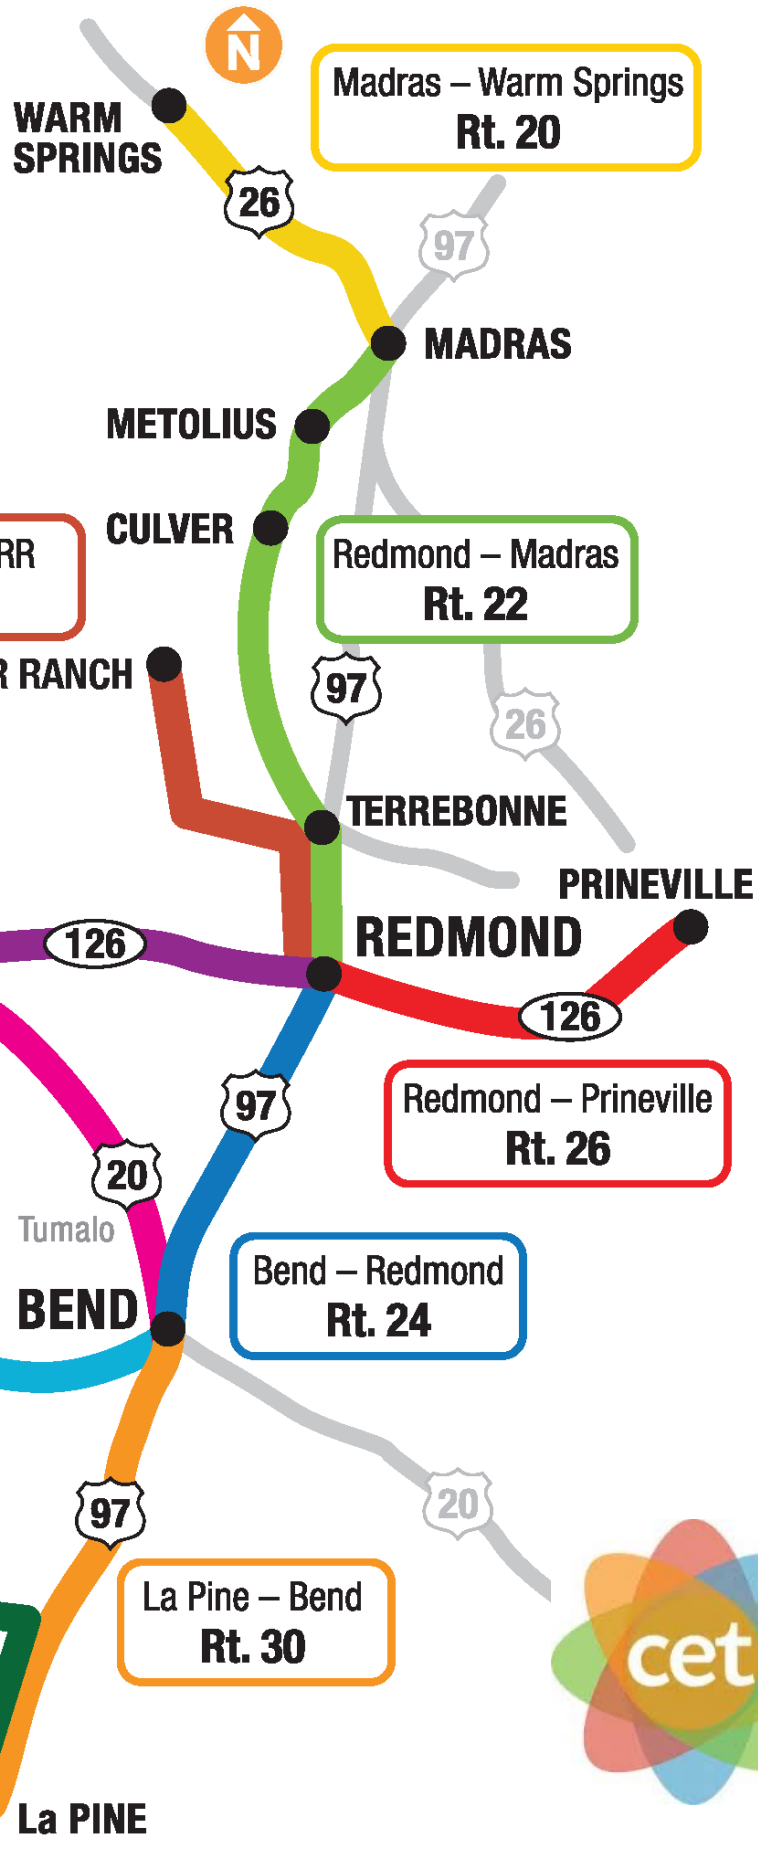 N
Madras – Warm Springs
Rt. 20
WARM
SPRINGS
26
97
MADRAS
METOLIUS
CULVER
RR
Redmond – Madras
Rt. 22
R RANCH
97
26
TERREBONNE
PRINEVILLE
126
REDMOND
126
Redmond – Prineville
Rt. 26
97
20
Tumalo
Bend – Redmond
Rt. 24
BEND
97
20
La Pine – Bend
Rt. 30
cet
La PINE